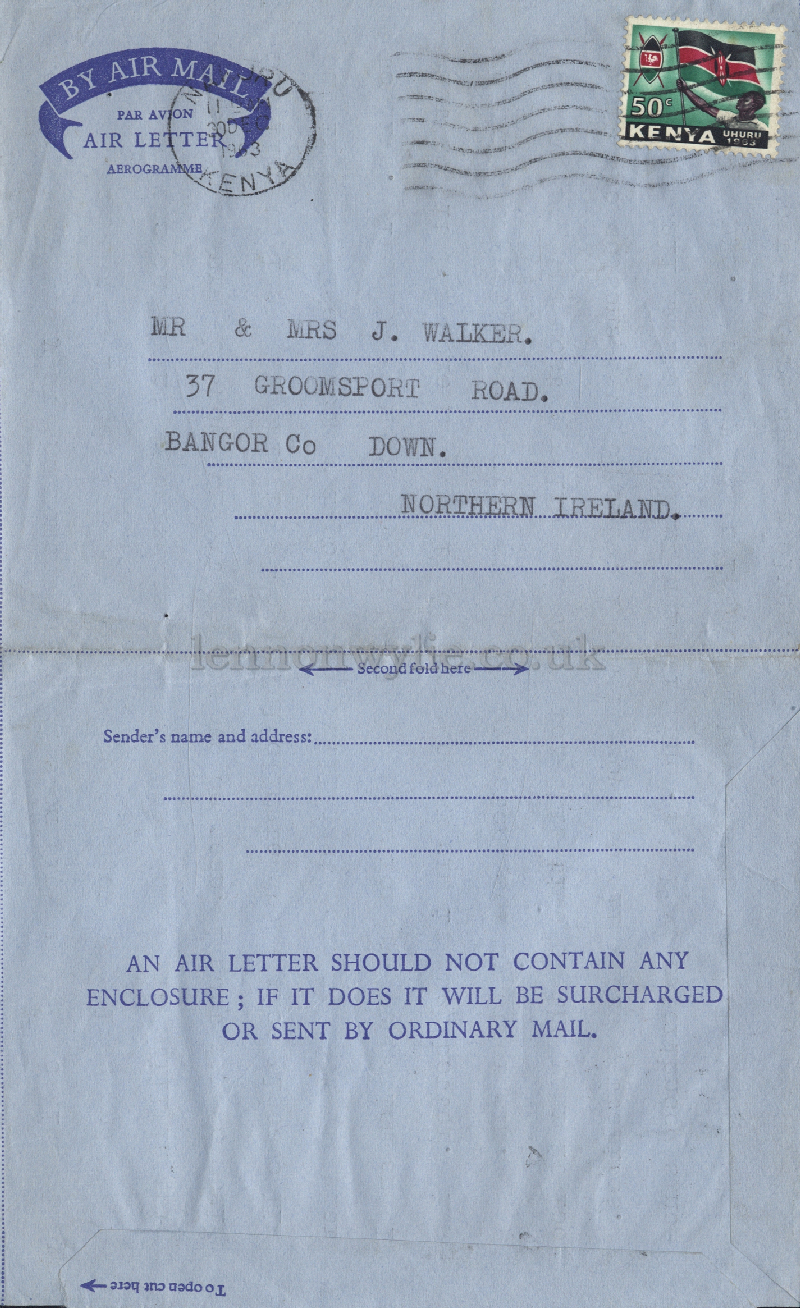 BY AIR MAIL
PAR AVION
AIR LETTER
AEROGRAMME
KENYA
50c
KENYA UHURU 1963
MR & MRS J. WALKER.
37 GROOMSPORT ROAD.
BANGOR Co DOWN.
NORTHERN IRELAND.
lennonwylie.co.uk
Second fold here
Sender's name and address:
AN AIR LETTER SHOULD NOT CONTAIN ANY
ENCLOSURE ; IF IT DOES IT WILL BE SURCHARGED
OR SENT BY ORDINARY MAIL.
To open cut here